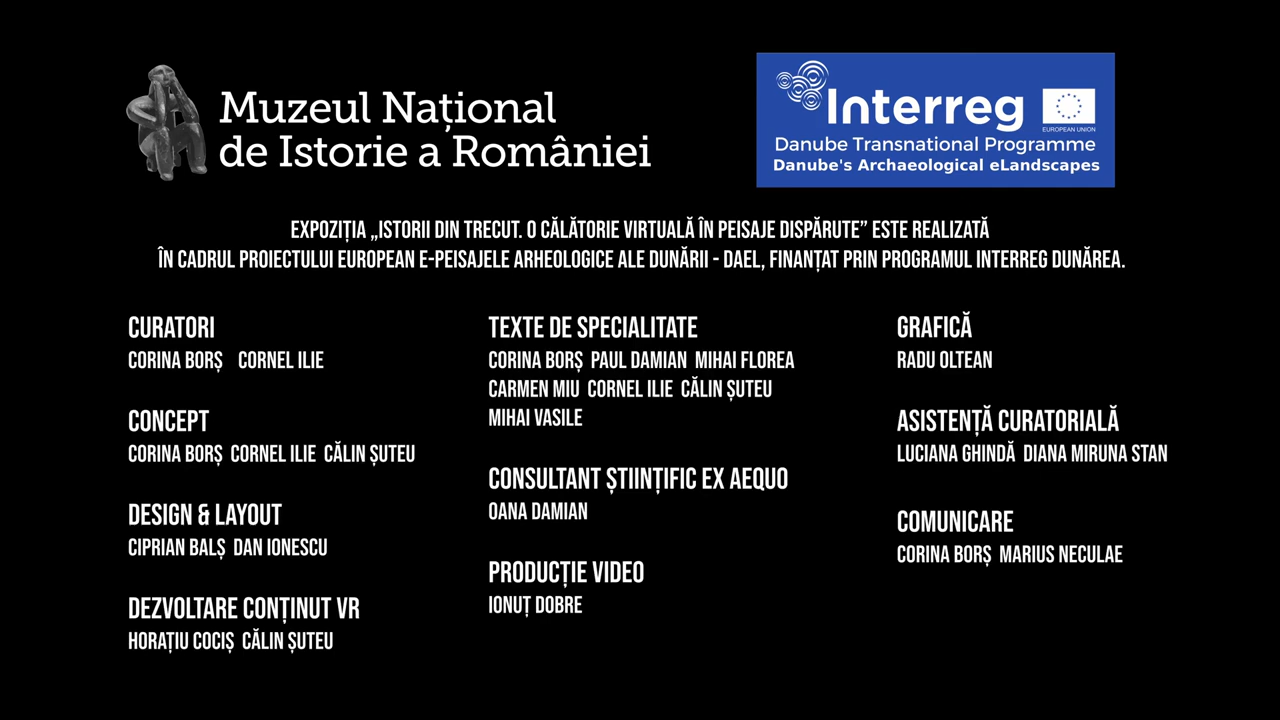 Muzeul Național
de Istorie a României
Interreg
EUROPEAN UNION
Danube Transnational Programme
Danube's Archaeological eLandscapes
EXPOZIȚIA „ISTORII DIN TRECUT. O CĂLĂTORIE VIRTUALĂ ÎN PEISAJE DISPĂRUTE” ESTE REALIZATĂ
ÎN CADRUL PROIECTULUI EUROPEAN E-PEISAJELE ARHEOLOGICE ALE DUNĂRII - DAEL, FINANȚAT PRIN PROGRAMUL INTERREG DUNĂREA.
CURATORI
CORINA BORȘ CORNEL ILIE
CONCEPT
CORINA BORȘ CORNEL ILIE CĂLIN ȘUTEU
DESIGN & LAYOUT
CIPRIAN BALȘ DAN IONESCU
DEZVOLTARE CONȚINUT VR
HORAȚIU COCIȘ CĂLIN ȘUTEU
TEXTE DE SPECIALITATE
CORINA BORȘ PAUL DAMIAN MIHAI FLOREA
CARMEN MIU CORNEL ILIE CĂLIN ȘUTEU
MIHAI VASILE
CONSULTANT ȘTIINȚIFIC EX AEQUO
OANA DAMIAN
PRODUCȚIE VIDEO
IONUȚ DOBRE
GRAFICĂ
RADU OLTEAN
ASISTENȚĂ CURATORIALĂ
LUCIANA GHINDĂ DIANA MIRUNA STAN
COMUNICARE
CORINA BORȘ MARIUS NECULAE